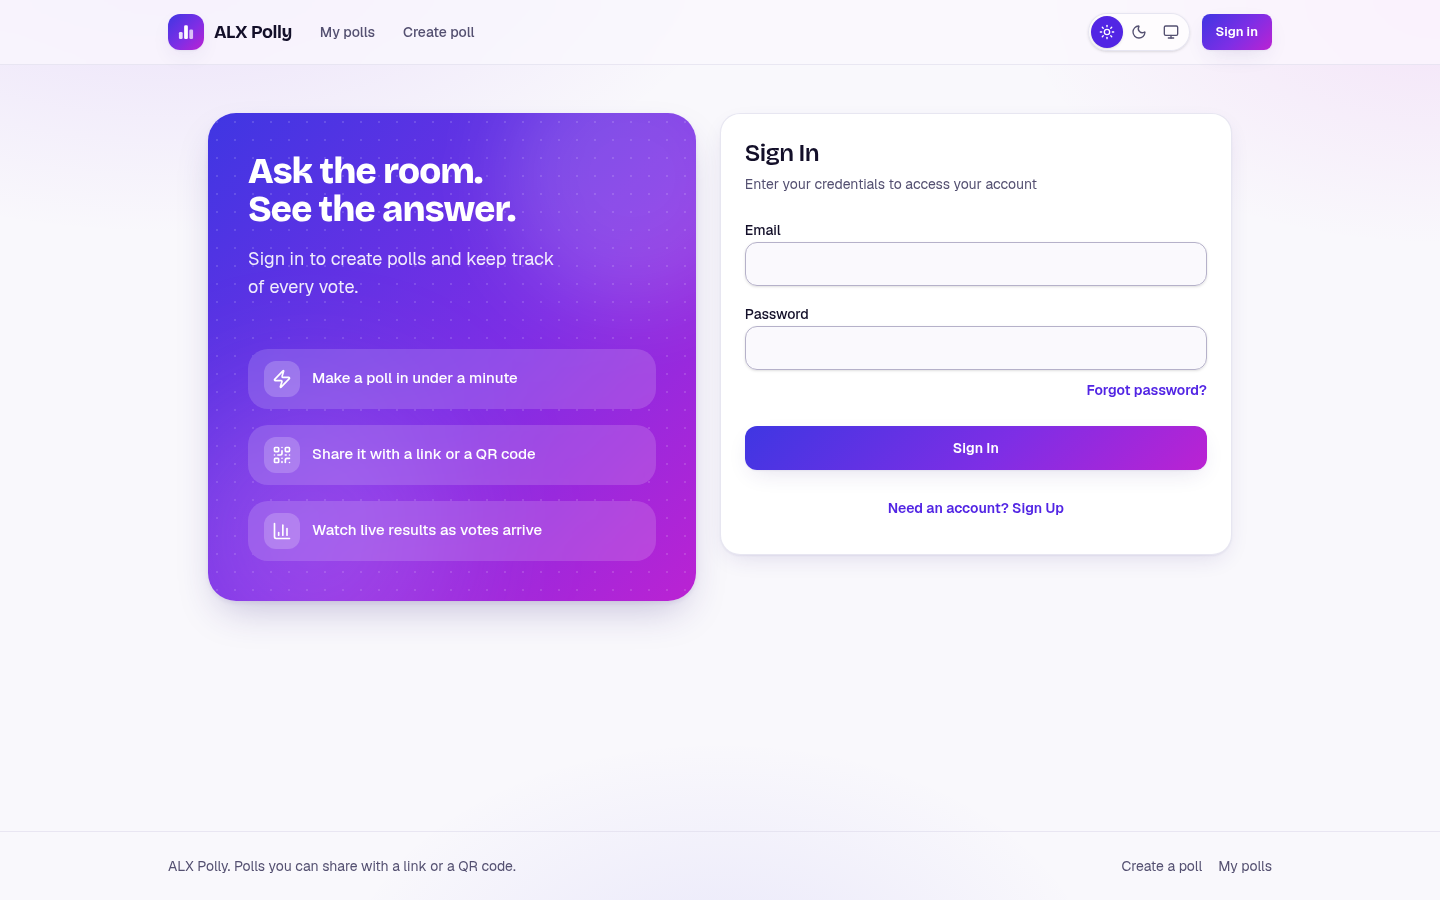 ALX Polly
My polls
Create poll
Sign in
Ask the room.
See the answer.
Sign in to create polls and keep track
of every vote.
Make a poll in under a minute
Share it with a link or a QR code
Watch live results as votes arrive
Sign In
Enter your credentials to access your account
Email
Password
Forgot password?
Sign In
Need an account? Sign Up
ALX Polly. Polls you can share with a link or a QR code.
Create a poll
My polls